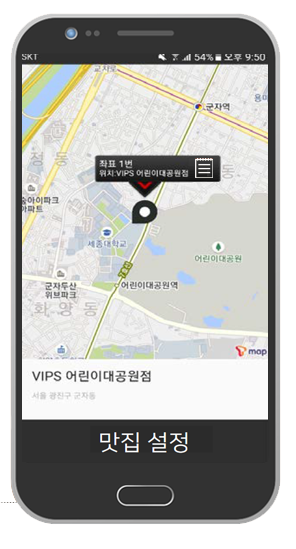 SKT 54% 오후 9:50
군자역
좌표 1번
위치:VIPS 어린이대공원점
세종대학교
어린이대공원
어린이대공원역
군자두산
위브파크
화양동
T map
VIPS 어린이대공원점
서울 광진구 군자동
맛집 설정